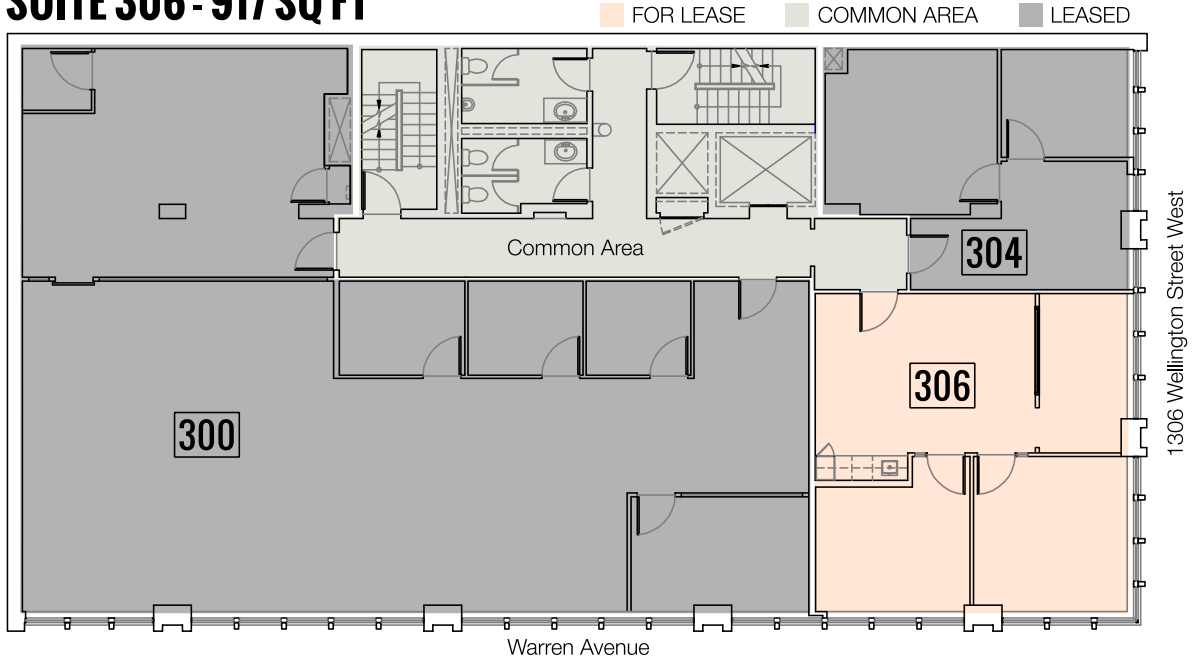 SUITE 306 - 917 SQ FT
FOR LEASE
COMMON AREA
LEASED
Common Area
304
306
300
1306 Wellington Street West
Warren Avenue